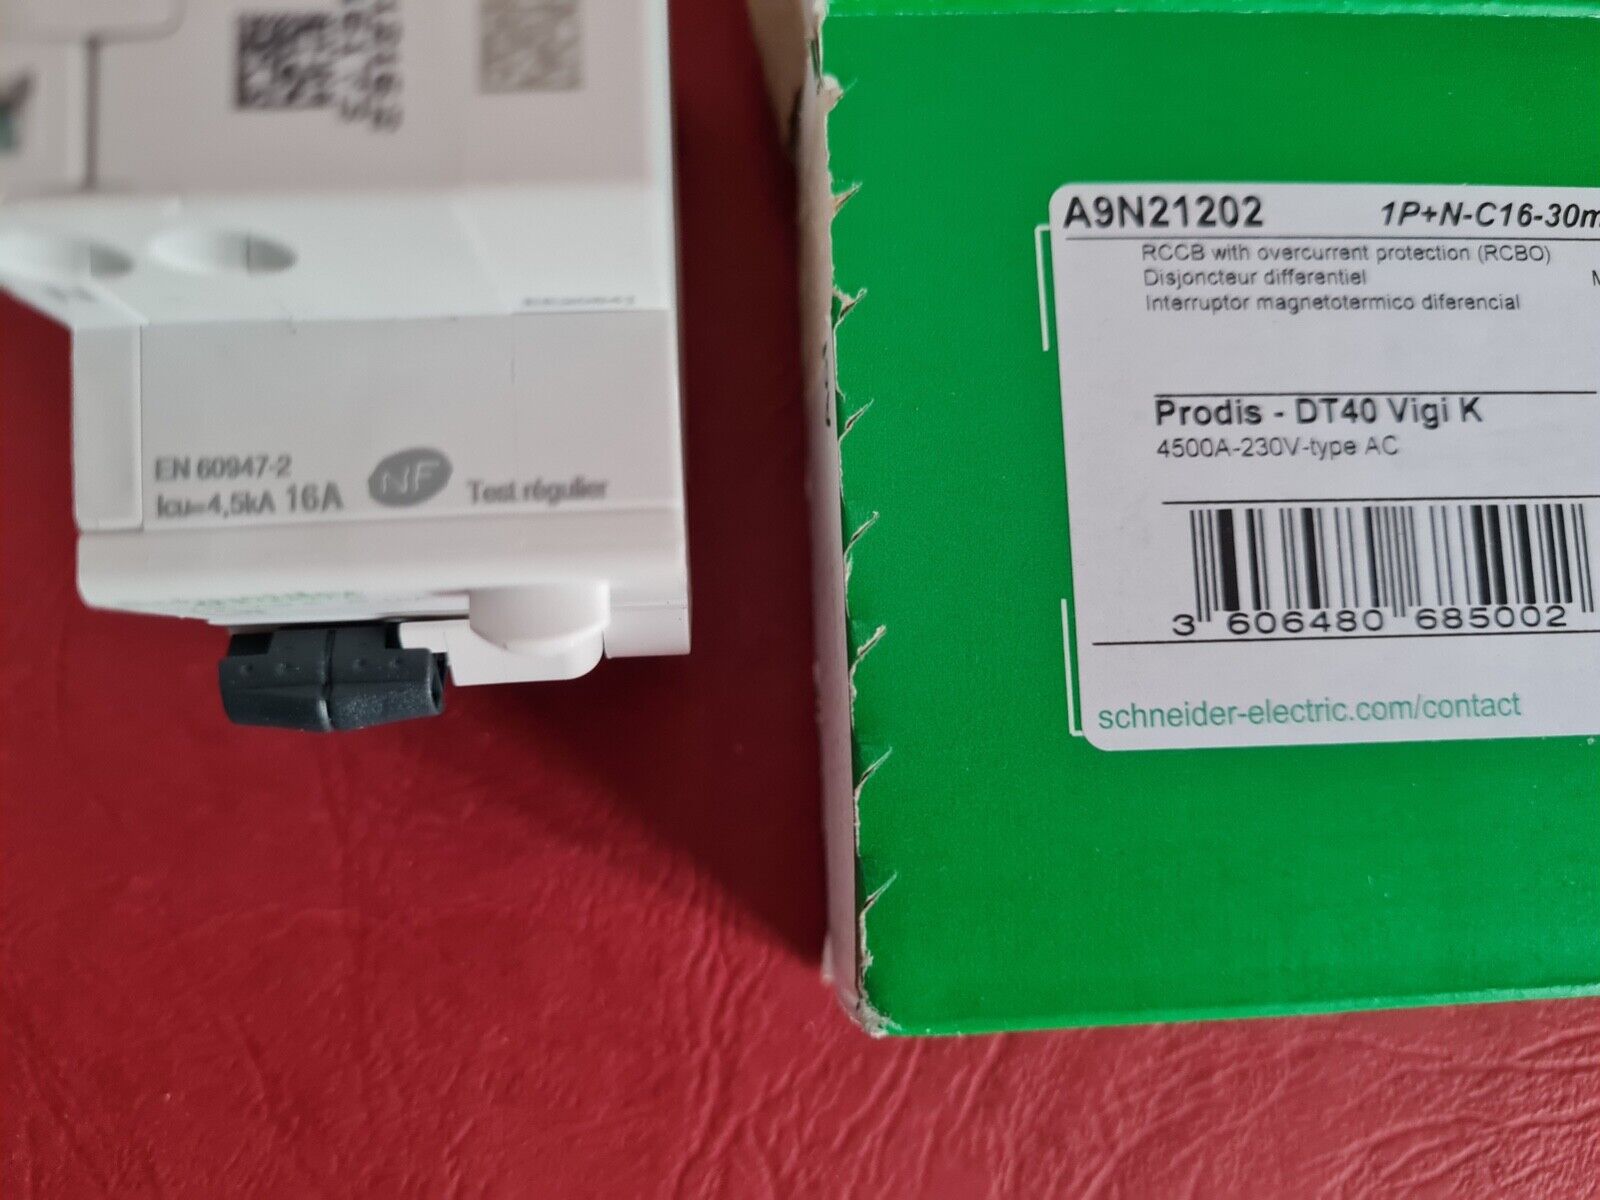 EN 60947-2
Icu=4,5kA 16A
NF
Test régulier
A9N21202 1P+N-C16-30m
RCCB with overcurrent protection (RCBO)
Disjoncteur differentiel
Interruptor magnetotermico diferencial
Prodis - DT40 Vigi K
4500A-230V-type AC
3 606480 685002
schneider-electric.com/contact